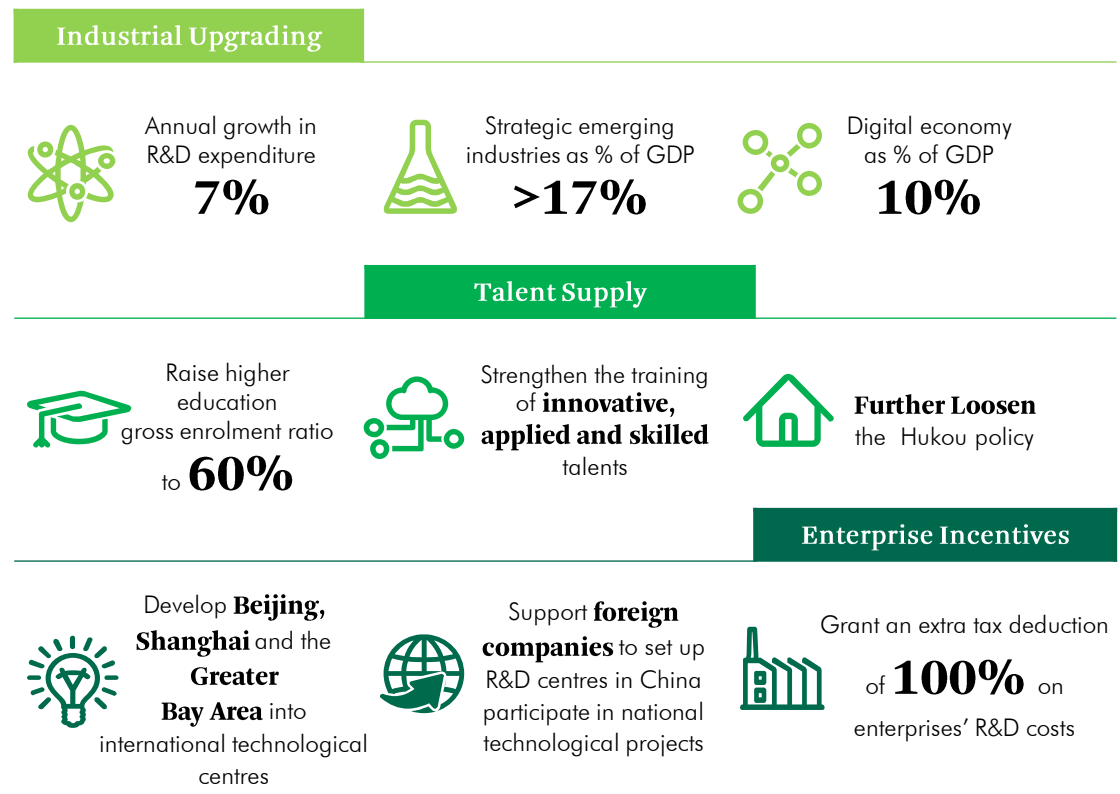 Industrial Upgrading
Annual growth in
R&D expenditure
7%
Strategic emerging
industries as % of GDP
>17%
Digital economy
as % of GDP
10%
Talent Supply
Raise higher
education
gross enrolment ratio
to 60%
Strengthen the training
of innovative,
applied and skilled
talents
Further Loosen
the Hukou policy
Enterprise Incentives
Develop Beijing,
Shanghai and the
Greater
Bay Area into
international technological
centres
Support foreign
companies to set up
R&D centres in China
participate in national
technological projects
Grant an extra tax deduction
of 100% on
enterprises’ R&D costs